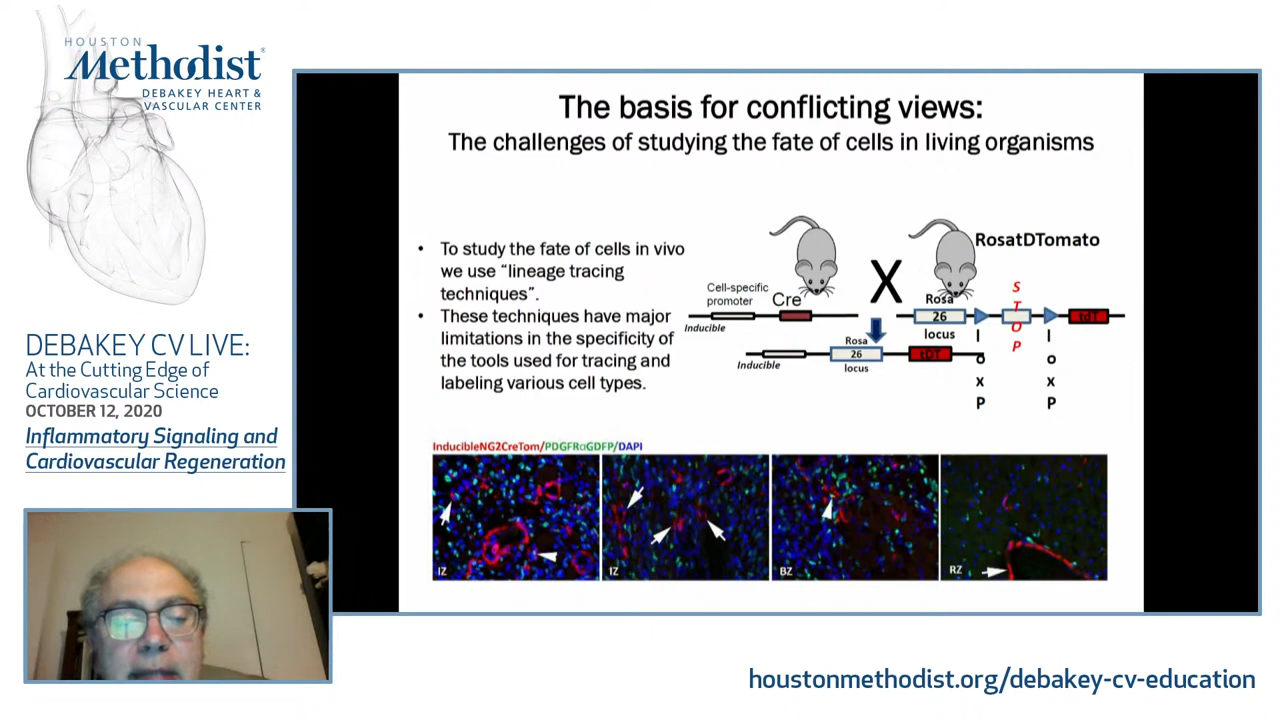 HOUSTON
Methodist®
DEBAKEY HEART &
VASCULAR CENTER
DEBAKEY CV LIVE:
At the Cutting Edge of
Cardiovascular Science
OCTOBER 12, 2020
Inflammatory Signaling and
Cardiovascular Regeneration
The basis for conflicting views:
The challenges of studying the fate of cells in living organisms
• To study the fate of cells in vivo
we use “lineage tracing
techniques”.
• These techniques have major
limitations in the specificity of
the tools used for tracing and
labeling various cell types.
RosatDTomato
X
Cell-specific
promoter
Cre
Inducible
Rosa
26
locus
STOP
tdT
loxP
loxP
Inducible
Rosa
26
locus
tDT
InducibleNG2CreTom/PDGFRαGDFP/DAPI
IZ
IZ
BZ
RZ
houstonmethodist.org/debakey-cv-education